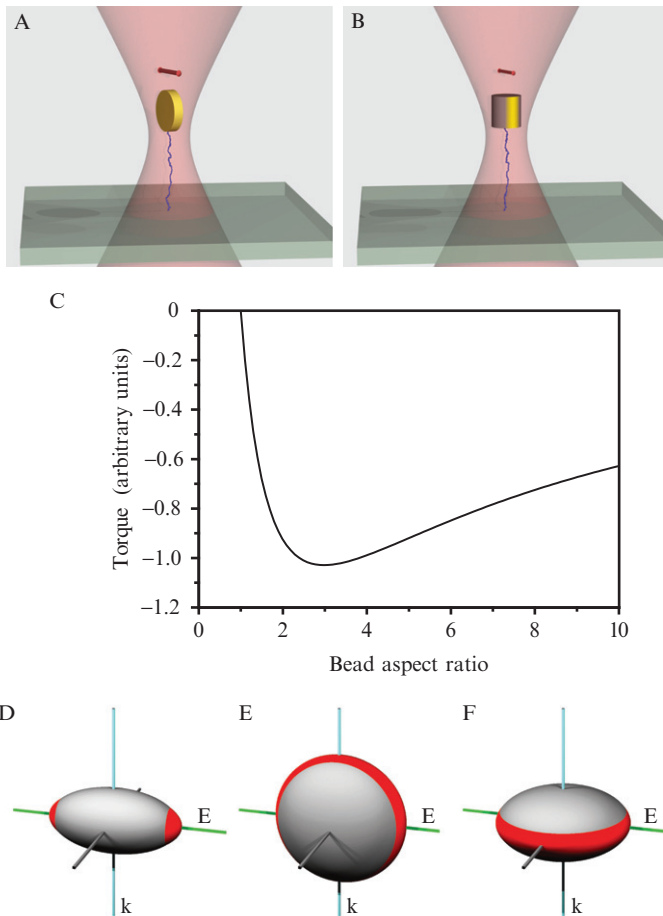 A
B
C
0
−0.2
−0.4
−0.6
−0.8
−1.0
−1.2
Torque (arbitrary units)
0 2 4 6 8 10
Bead aspect ratio
D
E
F
E
E
E
k
k
k